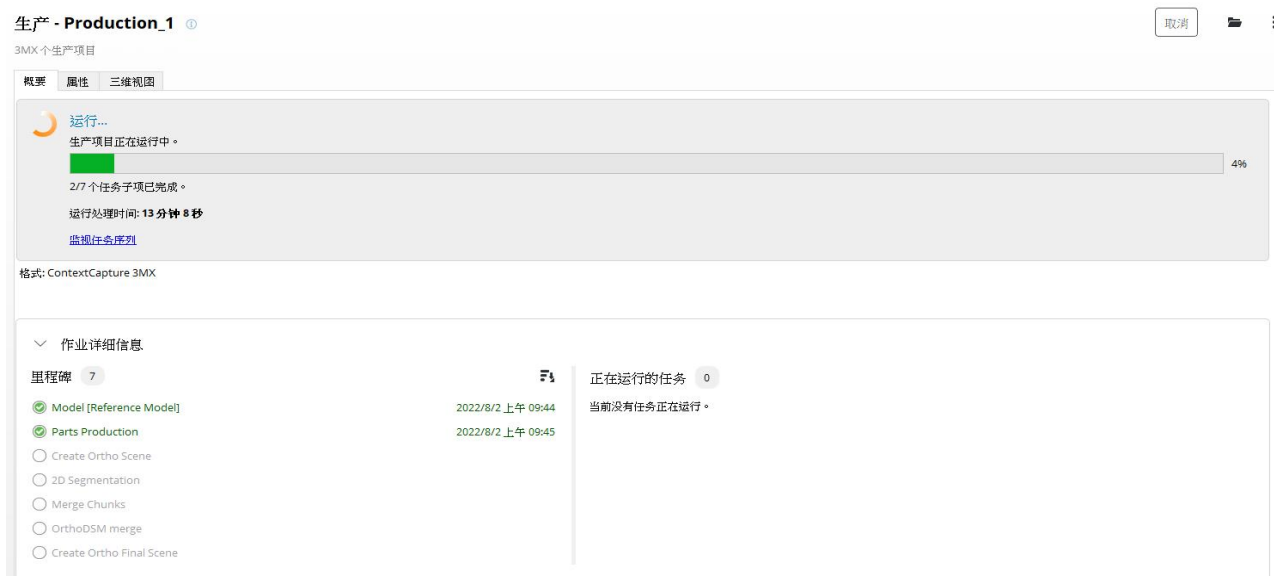 生产 - Production_1
取消
3MX 个生产项目
概要 属性 三维视图
运行...
生产项目正在运行中。
4%
2/7 个任务子项已完成。
运行处理时间: 13 分钟 8 秒
监视任务序列
格式: ContextCapture 3MX
作业详细信息
里程碑 7
Model [Reference Model] 2022/8/2 上午 09:44
Parts Production 2022/8/2 上午 09:45
Create Ortho Scene
2D Segmentation
Merge Chunks
OrthoDSM merge
Create Ortho Final Scene
正在运行的任务 0
当前没有任务正在运行。